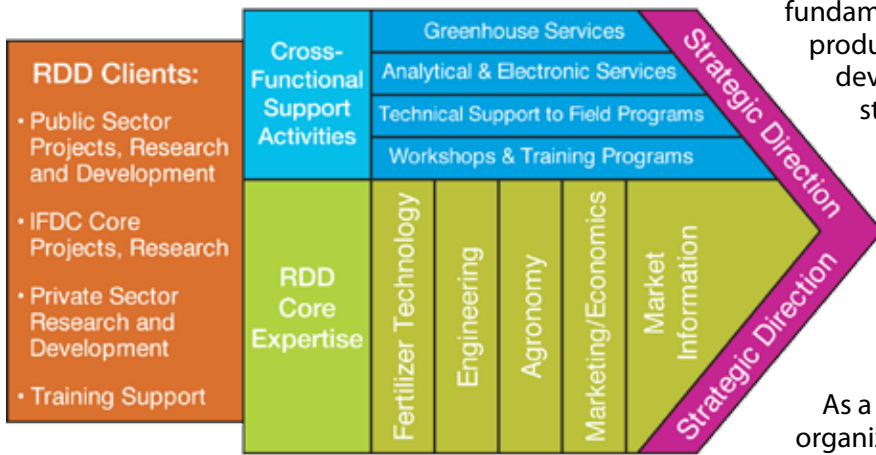 RDD Clients:
• Public Sector
Projects, Research
and Development
• IFDC Core
Projects, Research
• Private Sector
Research and
Development
• Training Support
Cross-
Functional
Support
Activities
Greenhouse Services
Analytical & Electronic Services
Technical Support to Field Programs
Workshops & Training Programs
RDD
Core
Expertise
Fertilizer Technology
Engineering
Agronomy
Marketing/Economics
Market
Information
Strategic Direction
Strategic Direction
As a